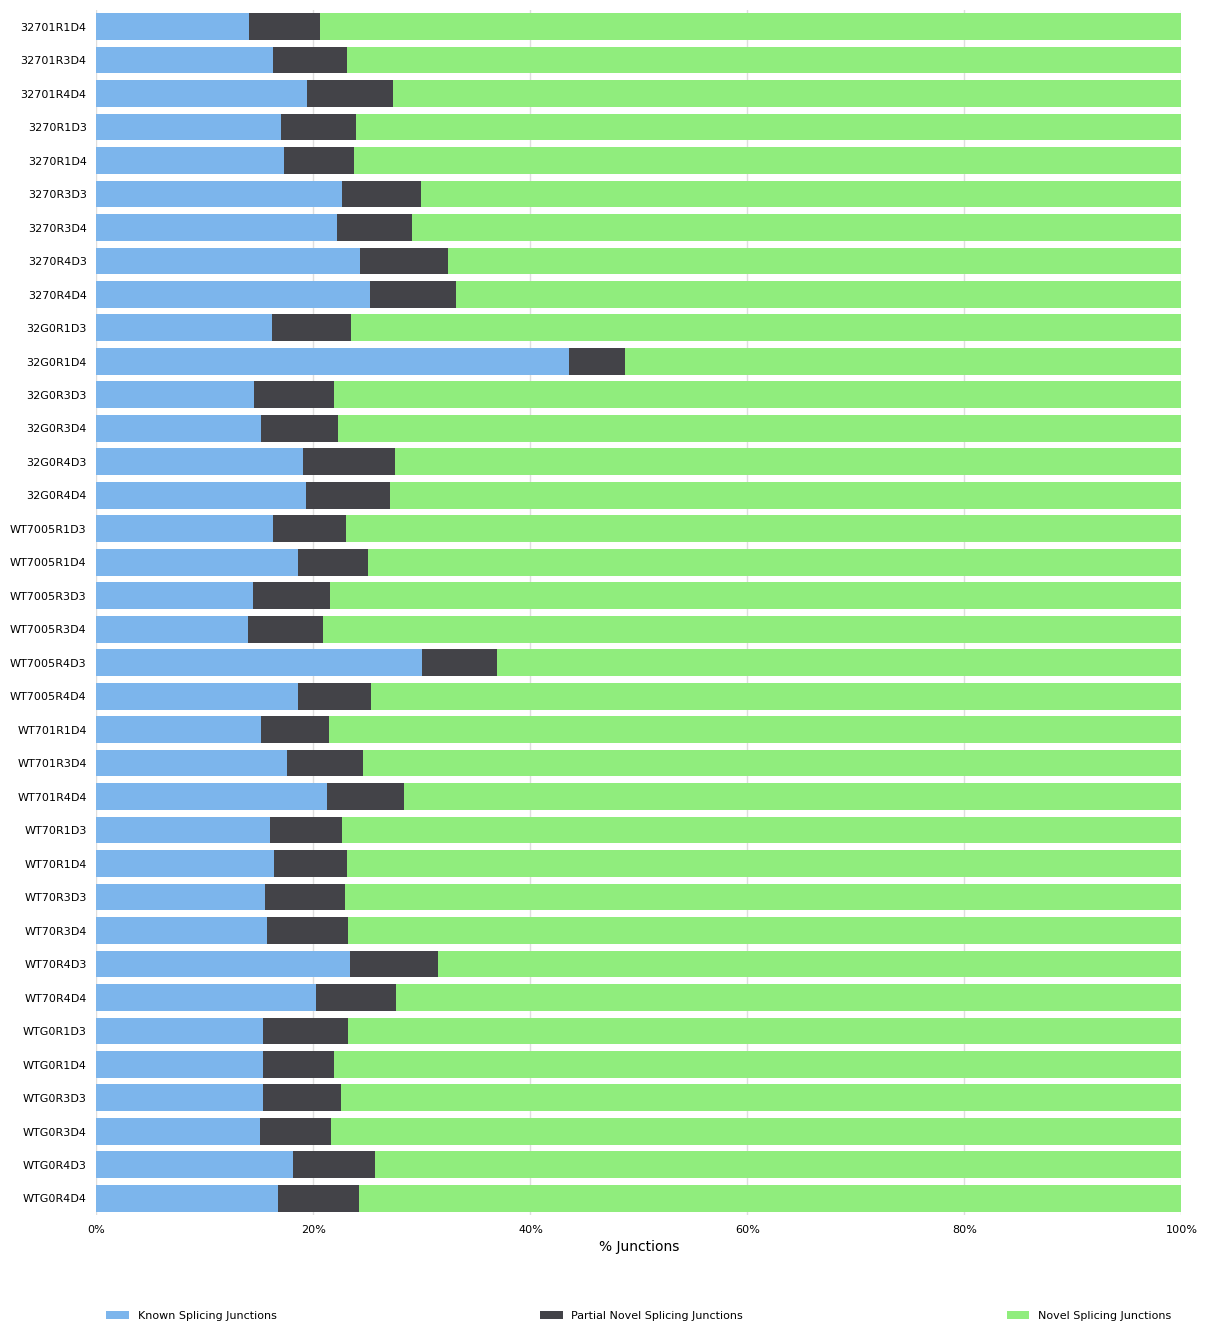 32701R1D4
32701R3D4
32701R4D4
3270R1D3
3270R1D4
3270R3D3
3270R3D4
3270R4D3
3270R4D4
32G0R1D3
32G0R1D4
32G0R3D3
32G0R3D4
32G0R4D3
32G0R4D4
WT7005R1D3
WT7005R1D4
WT7005R3D3
WT7005R3D4
WT7005R4D3
WT7005R4D4
WT701R1D4
WT701R3D4
WT701R4D4
WT70R1D3
WT70R1D4
WT70R3D3
WT70R3D4
WT70R4D3
WT70R4D4
WTG0R1D3
WTG0R1D4
WTG0R3D3
WTG0R3D4
WTG0R4D3
WTG0R4D4
0% 20% 40% 60% 80% 100%
% Junctions
Known Splicing Junctions Partial Novel Splicing Junctions Novel Splicing Junctions